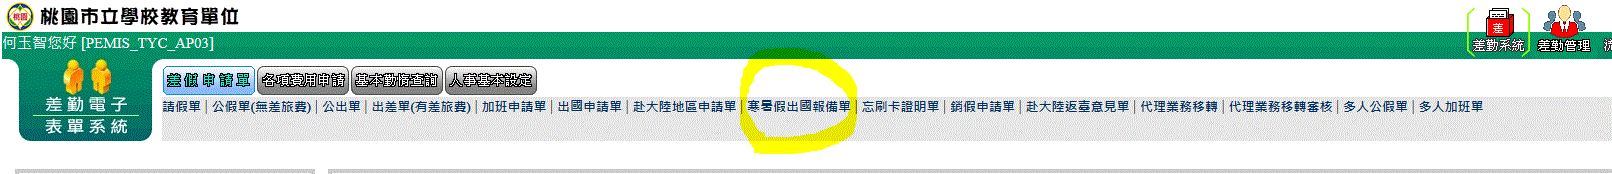 桃園
桃園市立學校教育單位
何玉智您好 [PEMIS_TYC_AP03]
差
差勤系統 差勤管理 流
差勤電子
表單系統
差假申請單 各項費用申請 基本勤惰查詢 人事基本設定
請假單 | 公假單(無差旅費) | 公出單 | 出差單(有差旅費) | 加班申請單 | 出國申請單 | 赴大陸地區申請單 | 寒暑假出國報備單 | 忘刷卡證明單 | 銷假申請單 | 赴大陸返臺意見單 | 代理業務移轉 | 代理業務移轉審核 | 多人公假單 | 多人加班單